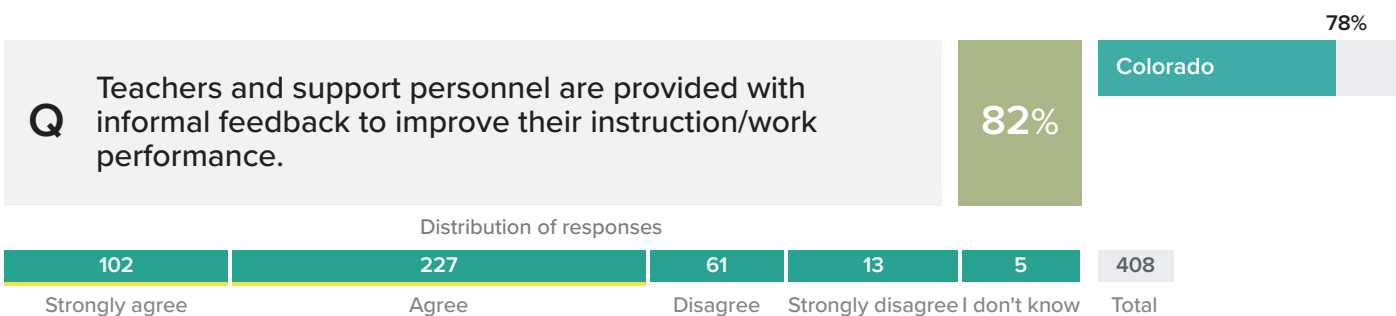 78%
Q
Teachers and support personnel are provided with
informal feedback to improve their instruction/work
performance.
82%
Colorado
Distribution of responses
102 227 61 13 5 408
Strongly agree Agree Disagree Strongly disagree I don't know Total